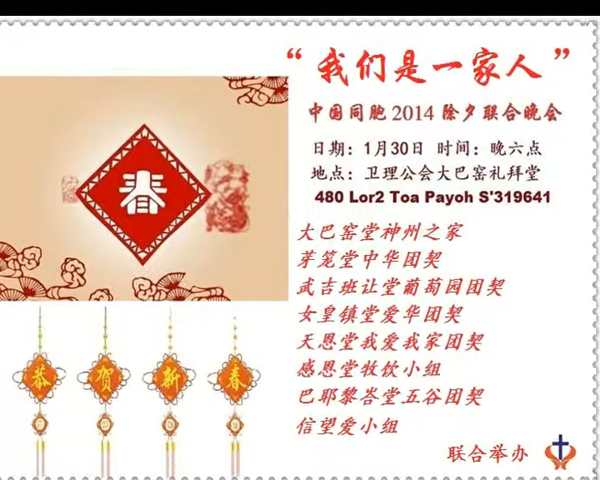 “我们是一家人”
中国同胞2014除夕联合晚会
日期：1月30日 时间：晚六点
地点：卫理公会大巴窑礼拜堂
480 Lor2 Toa Payoh S'319641
春
大巴窑堂神州之家
芽笼堂中华团契
武吉班让堂葡萄园团契
女皇镇堂爱华团契
天恩堂我爱我家团契
感恩堂牧饮小组
巴耶黎峇堂五谷团契
信望爱小组
恭贺新春
联合举办